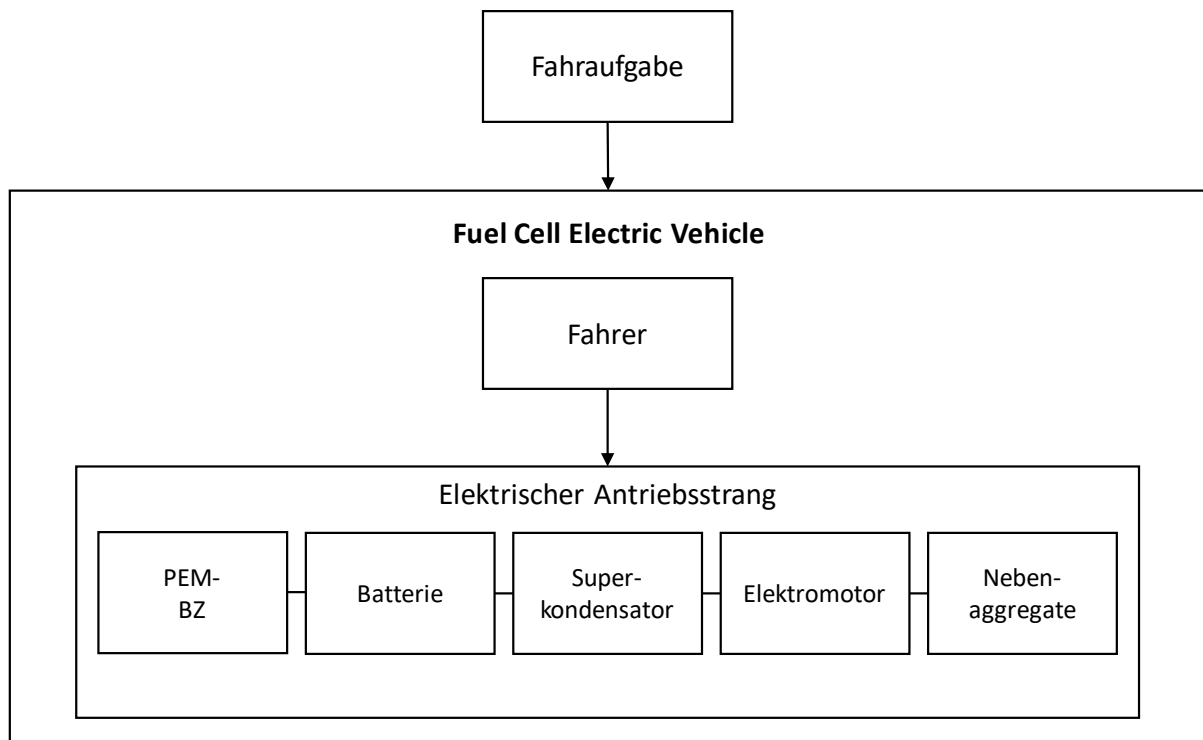 Fahraufgabe
Fuel Cell Electric Vehicle
Fahrer
Elektrischer Antriebsstrang
PEM-
BZ
Batterie
Super-
kondensator
Elektromotor
Neben-
aggregate